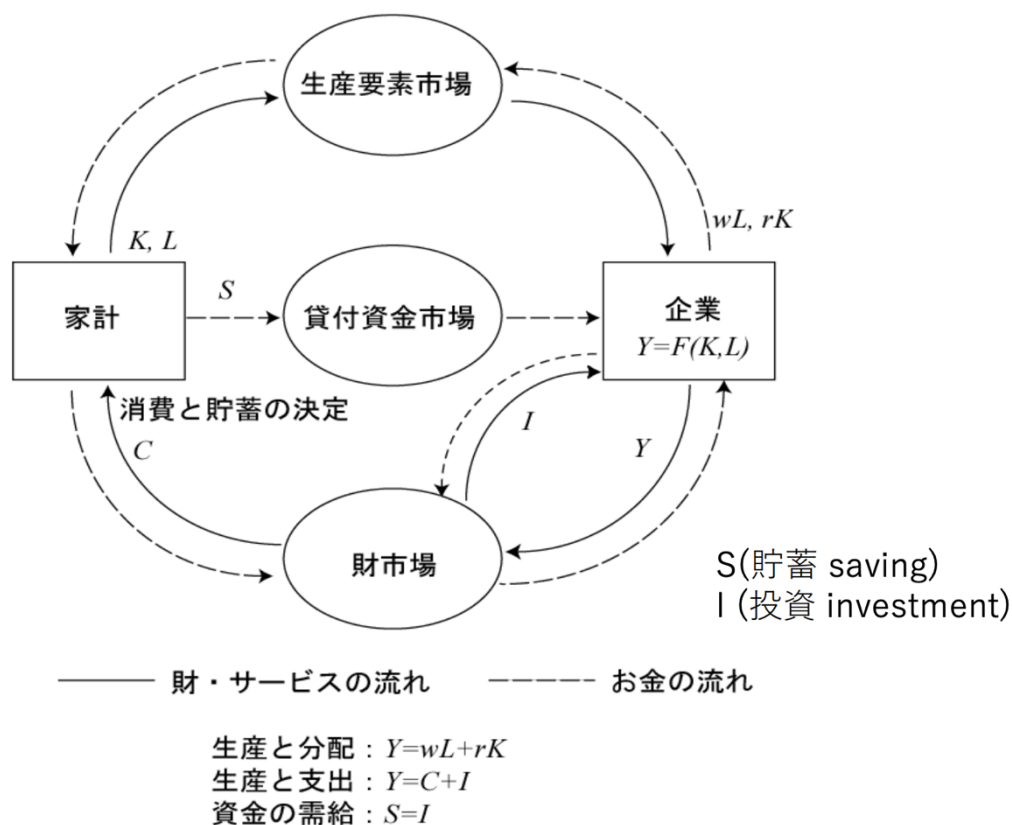 生産要素市場
K, L
wL, rK
家計
S
貸付資金市場
企業
Y=F(K,L)
消費と貯蓄の決定
C
I
Y
財市場
S(貯蓄 saving)
I (投資 investment)
財・サービスの流れ
お金の流れ
生産と分配：Y=wL+rK
生産と支出：Y=C+I
資金の需給：S=I